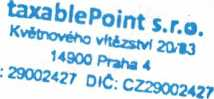 taxablePoint s.r.o.
Květnového vítězství 20/83
14900 Praha 4
: 29002427 DIČ: CZ29002427